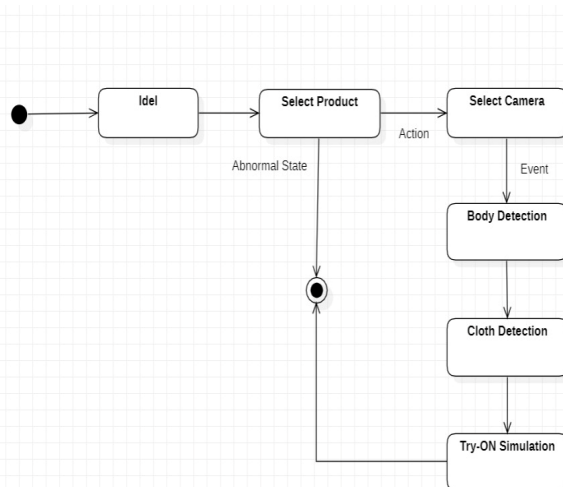 Idel
Select Product
Select Camera
Action
Abnormal State
Event
Body Detection
Cloth Detection
Try-ON Simulation